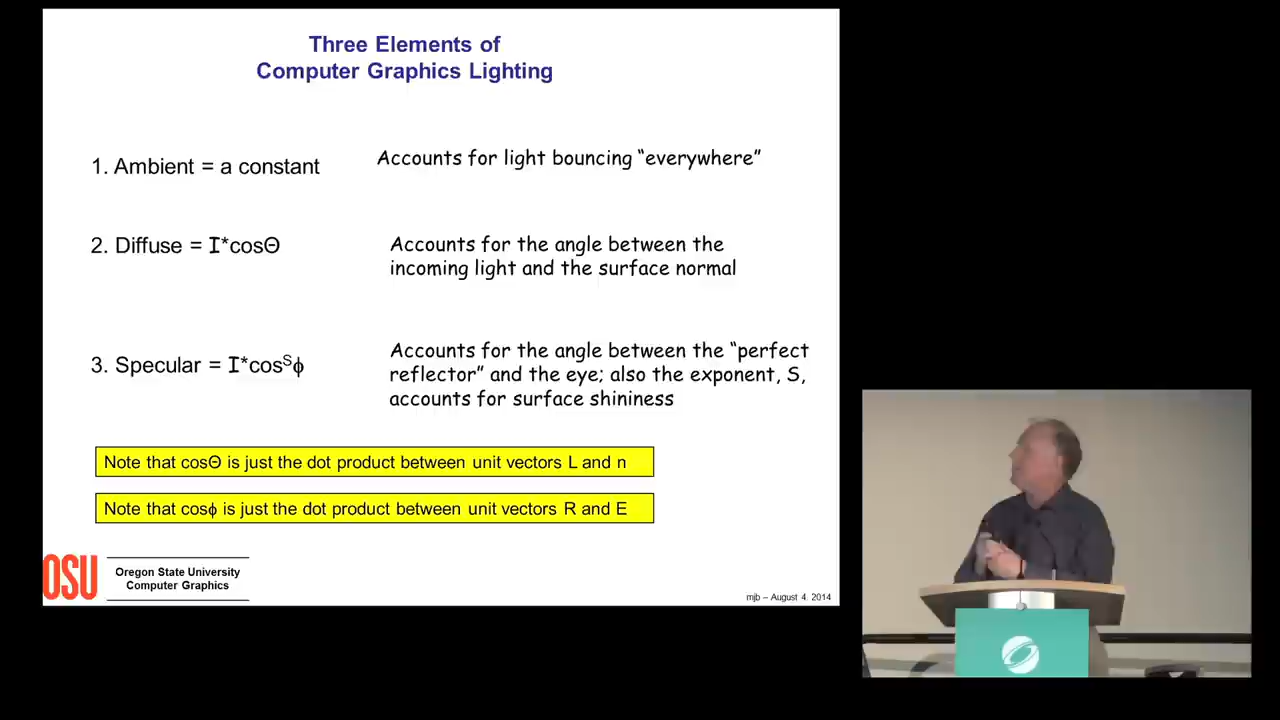 Three Elements of
Computer Graphics Lighting
1. Ambient = a constant
Accounts for light bouncing “everywhere”
2. Diffuse = I*cosΘ
Accounts for the angle between the
incoming light and the surface normal
3. Specular = I*cosˢϕ
Accounts for the angle between the “perfect
reflector” and the eye; also the exponent, S,
accounts for surface shininess
Note that cosΘ is just the dot product between unit vectors L and n
Note that cosϕ is just the dot product between unit vectors R and E
OSU
Oregon State University
Computer Graphics
mjb – August 4, 2014